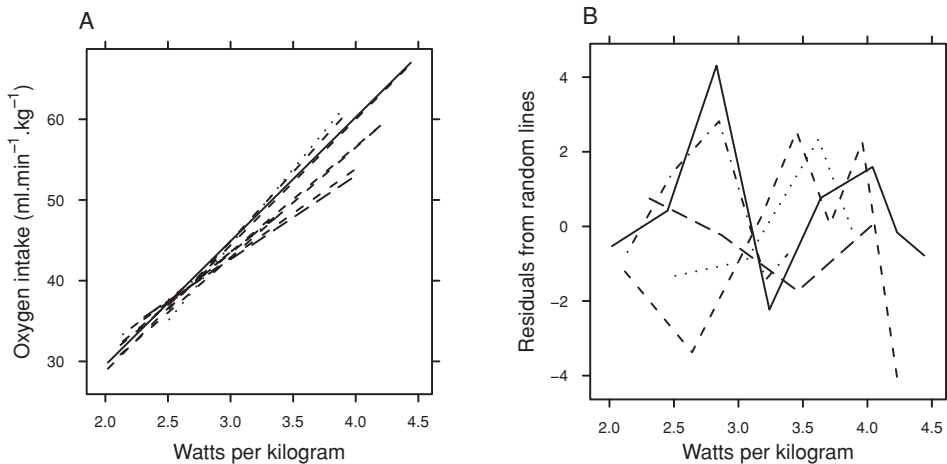 A
Oxygen intake (ml.min⁻¹.kg⁻¹)
60
50
40
30
2.0 2.5 3.0 3.5 4.0 4.5
Watts per kilogram
B
Residuals from random lines
4
2
0
−2
−4
2.0 2.5 3.0 3.5 4.0 4.5
Watts per kilogram